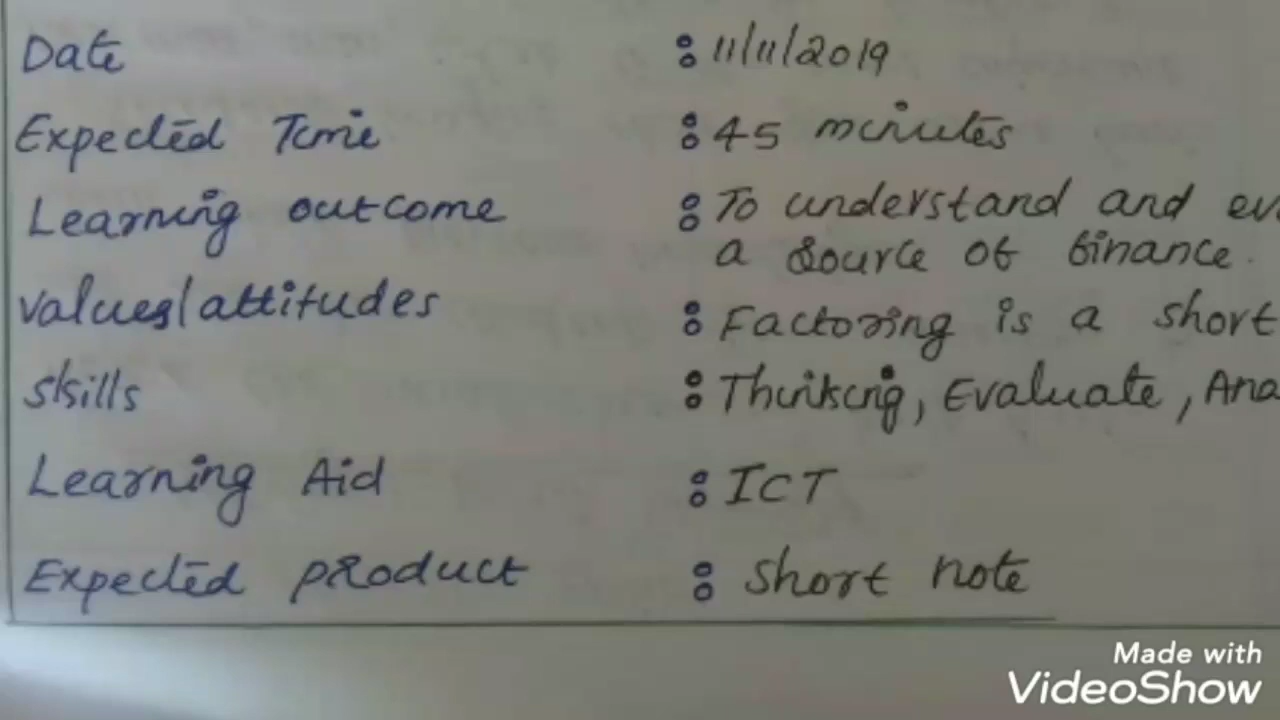 Date : 11/11/2019
Expected Time : 45 minutes
Learning outcome : To understand and
a source of finance.
values/attitudes : Factoring is a short
skills : Thinking, Evaluate,
Learning Aid : ICT
Expected product : short note
Made with
VideoShow